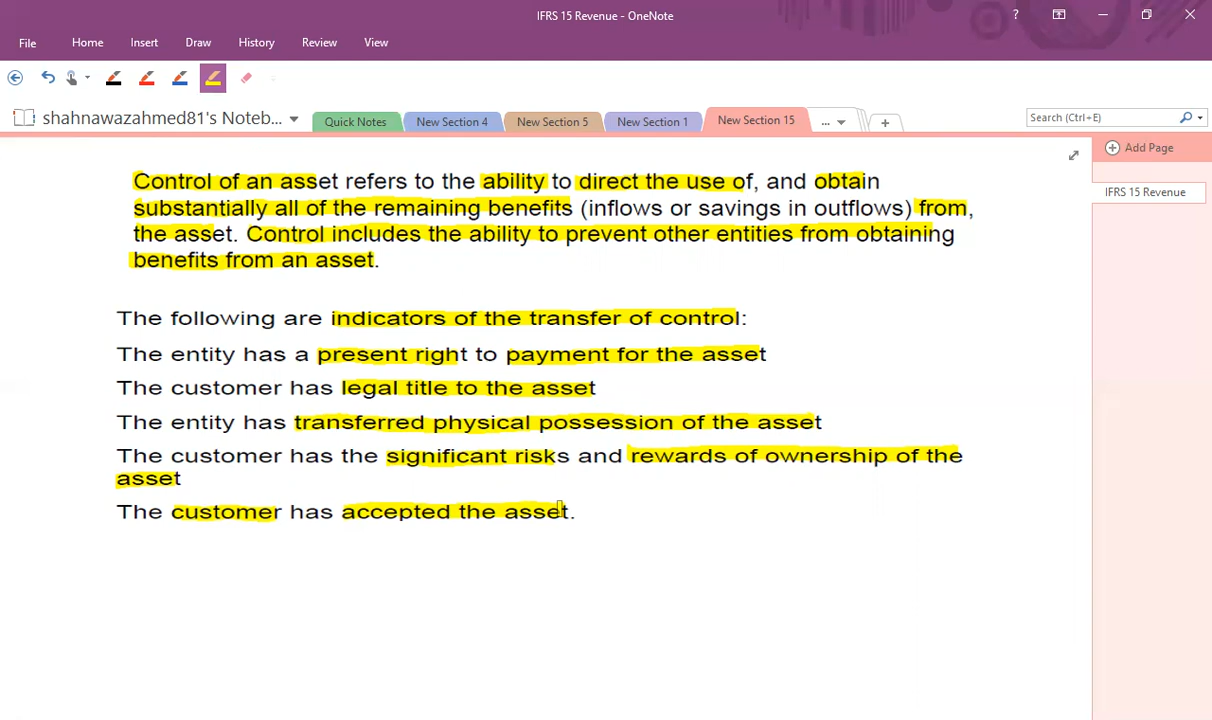 IFRS 15 Revenue - OneNote
?
File Home Insert Draw History Review View
shahnawazahmed81's Noteb... Quick Notes New Section 4 New Section 5 New Section 1 New Section 15 ... + Search (Ctrl+E)
Add Page
IFRS 15 Revenue
Control of an asset refers to the ability to direct the use of, and obtain
substantially all of the remaining benefits (inflows or savings in outflows) from,
the asset. Control includes the ability to prevent other entities from obtaining
benefits from an asset.
The following are indicators of the transfer of control:
The entity has a present right to payment for the asset
The customer has legal title to the asset
The entity has transferred physical possession of the asset
The customer has the significant risks and rewards of ownership of the
asset
The customer has accepted the asset.